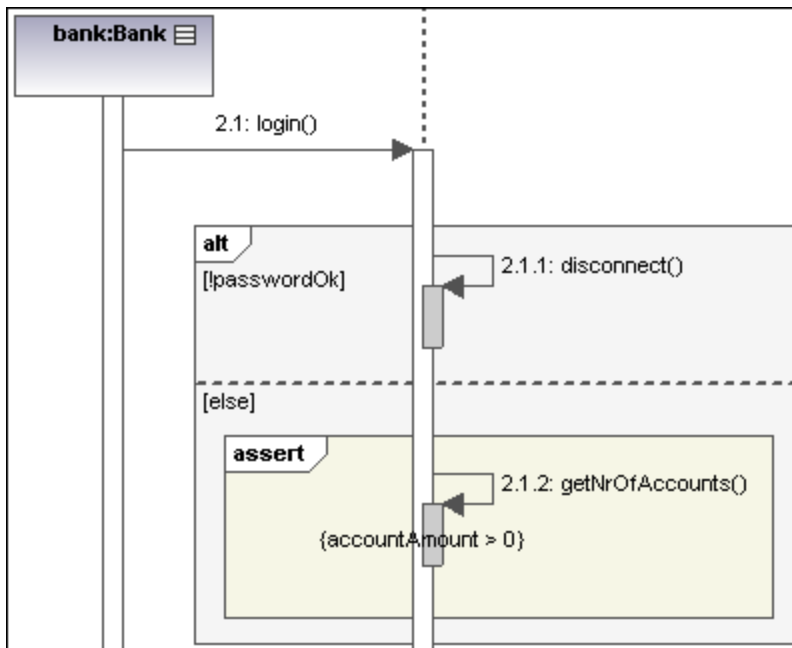 bank:Bank
2.1: login()
alt
[!passwordOk]
2.1.1: disconnect()
[else]
assert
2.1.2: getNrOfAccounts()
{accountAmount > 0}